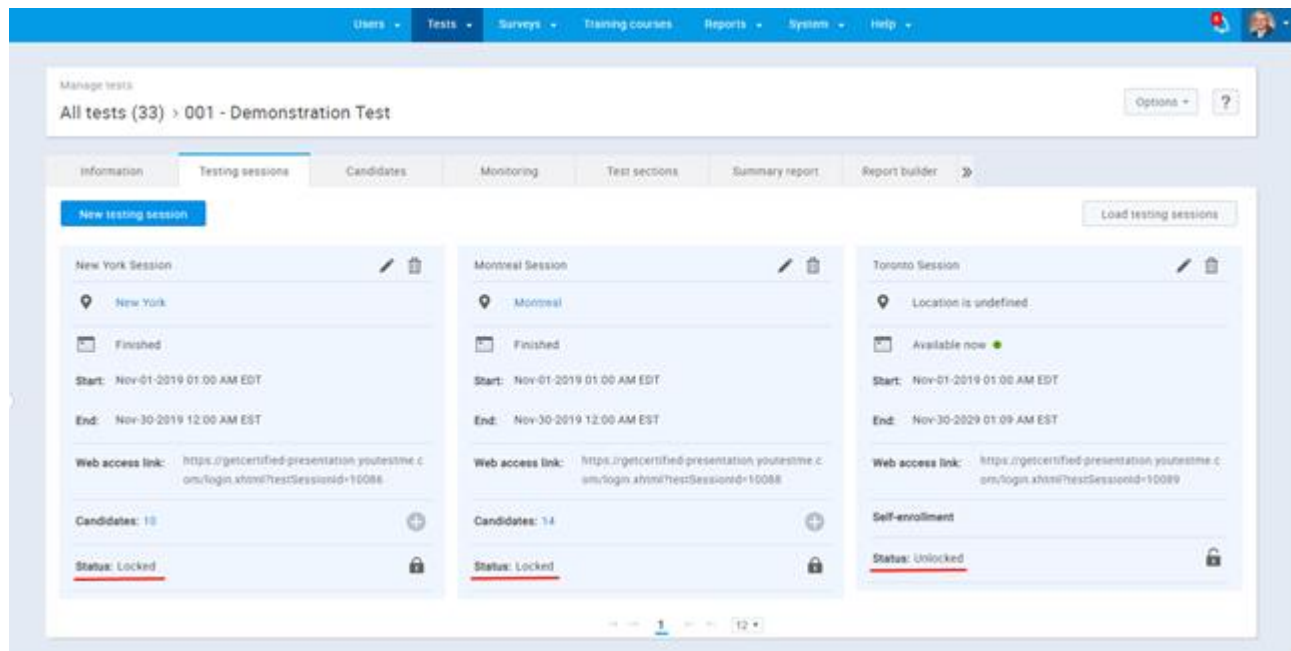 Users Tests Surveys Training courses Reports System Help
Manage tests
All tests (33) > 001 - Demonstration Test
Options ?
Information Testing sessions Candidates Monitoring Test sections Summary report Report builder »
New testing session Load testing sessions
New York Session
New York
Finished
Start: Nov-01-2019 01:00 AM EDT
End: Nov-30-2019 12:00 AM EST
Web access link: https://getcertified-presentation.youtestme.c
om/login.xhtml?testSessionId=10086
Candidates: 10
Status: Locked
Montreal Session
Montreal
Finished
Start: Nov-01-2019 01:00 AM EDT
End: Nov-30-2019 12:00 AM EST
Web access link: https://getcertified-presentation.youtestme.c
om/login.xhtml?testSessionId=10088
Candidates: 14
Status: Locked
Toronto Session
Location is undefined
Available now
Start: Nov-01-2019 01:00 AM EDT
End: Nov-30-2029 01:09 AM EST
Web access link: https://getcertified-presentation.youtestme.c
om/login.xhtml?testSessionId=10089
Self-enrollment
Status: Unlocked
1 12